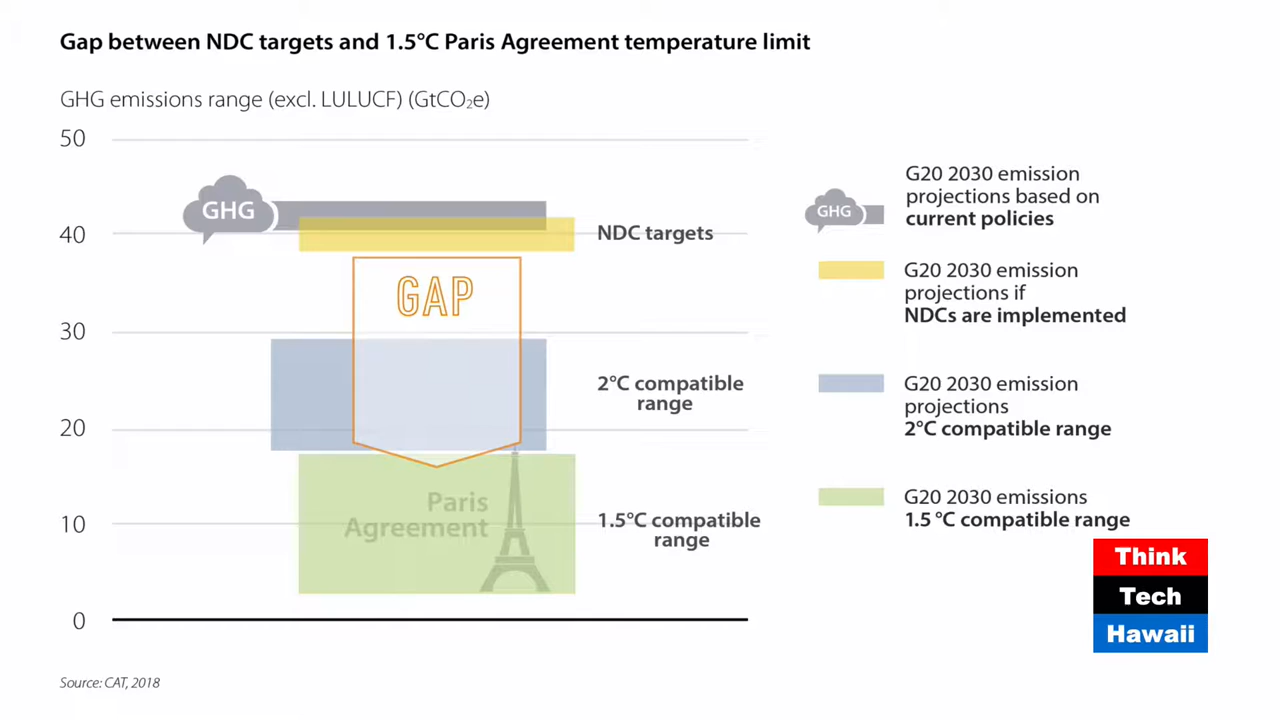 Gap between NDC targets and 1.5°C Paris Agreement temperature limit
GHG emissions range (excl. LULUCF) (GtCO₂e)
50
40
30
20
10
0
GHG
NDC targets
GAP
2°C compatible
range
Paris
Agreement
1.5°C compatible
range
GHG
G20 2030 emission
projections based on
current policies
G20 2030 emission
projections if
NDCs are implemented
G20 2030 emission
projections
2°C compatible range
G20 2030 emissions
1.5 °C compatible range
Think
Tech
Hawaii
Source: CAT, 2018